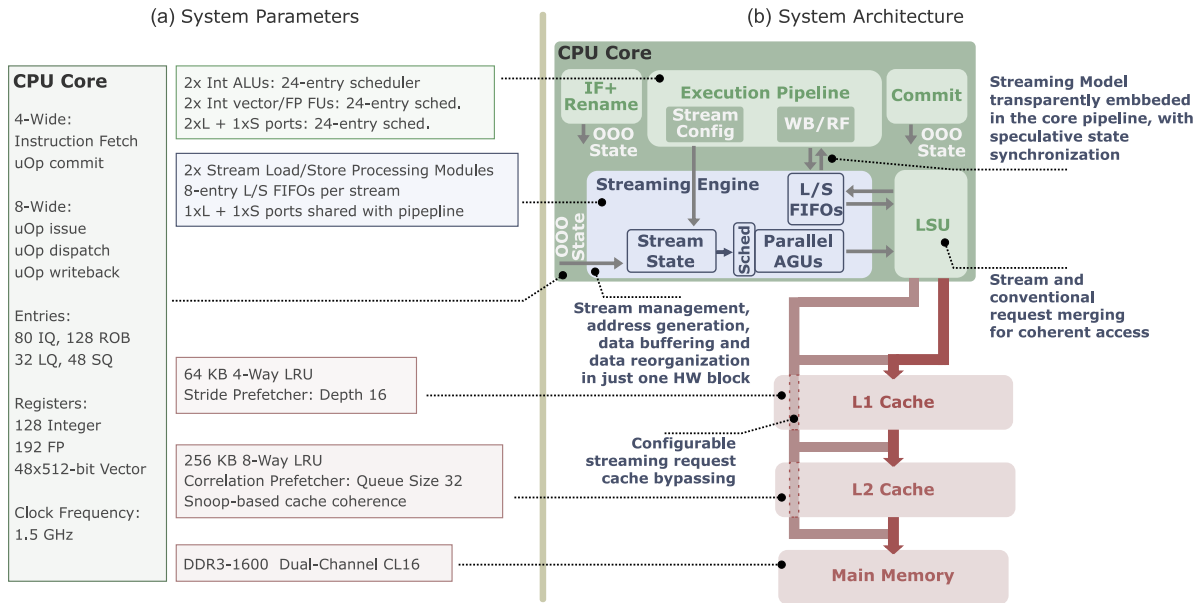 (a) System Parameters
CPU Core
4-Wide:
Instruction Fetch
uOp commit
8-Wide:
uOp issue
uOp dispatch
uOp writeback
Entries:
80 IQ, 128 ROB
32 LQ, 48 SQ
Registers:
128 Integer
192 FP
48x512-bit Vector
Clock Frequency:
1.5 GHz
2x Int ALUs: 24-entry scheduler
2x Int vector/FP FUs: 24-entry sched.
2xL + 1xS ports: 24-entry sched.
2x Stream Load/Store Processing Modules
8-entry L/S FIFOs per stream
1xL + 1xS ports shared with pipepline
64 KB 4-Way LRU
Stride Prefetcher: Depth 16
256 KB 8-Way LRU
Correlation Prefetcher: Queue Size 32
Snoop-based cache coherence
DDR3-1600 Dual-Channel CL16
(b) System Architecture
CPU Core
IF+
Rename
OOO
State
Execution Pipeline
Stream
Config
WB/RF
Commit
OOO
State
Streaming Engine
L/S
FIFOs
LSU
OOO
State
Stream
State
Sched
Parallel
AGUs
Streaming Model
transparently embbeded
in the core pipeline, with
speculative state
synchronization
Stream and
conventional
request merging
for coherent access
Stream management,
address generation,
data buffering and
data reorganization
in just one HW block
L1 Cache
Configurable
streaming request
cache bypassing
L2 Cache
Main Memory